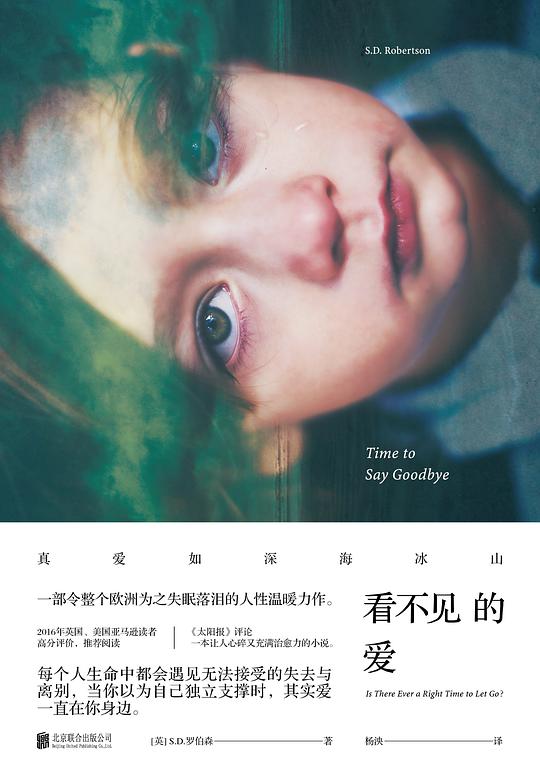 S.D. Robertson
Time to
Say Goodbye
真 爱 如 深 海 冰 山
一部令整个欧洲为之失眠落泪的人性温暖力作。
2016年英国、美国亚马逊读者
高分评价，推荐阅读
《太阳报》评论
一本让人心碎又充满治愈力的小说。
每个人生命中都会遇见无法接受的失去与
离别，当你以为自己独立支撑时，其实爱
一直在你身边。
看不见 的
爱
Is There Ever a Right Time to Let Go?
北京联合出版公司
Beijing United Publishing Co.,Ltd.
[英] S.D.罗伯森 著
杨泱 译